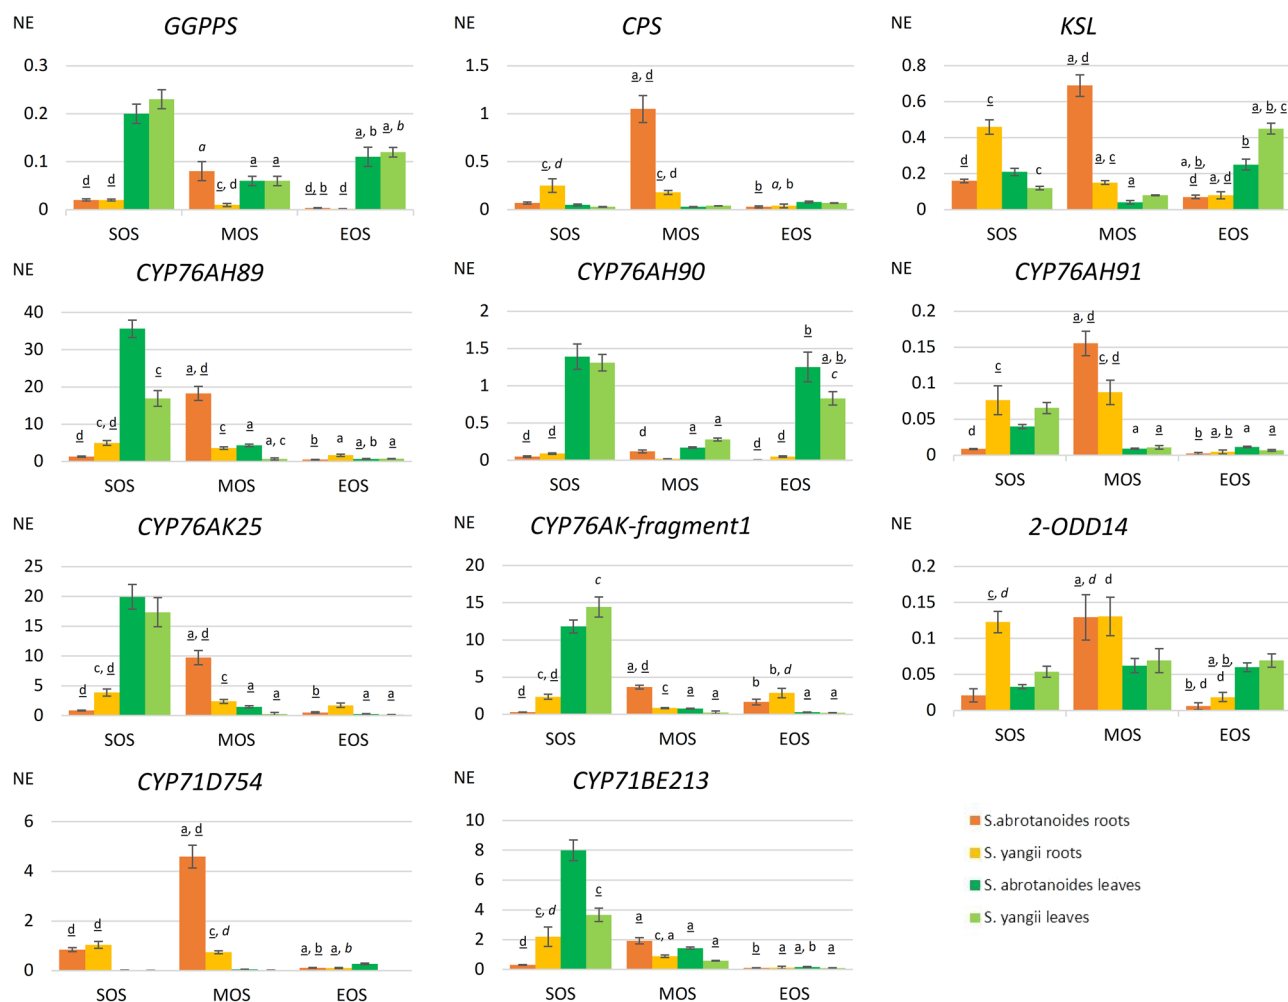 NE
GGPPS
0.3
0.2
0.1
0
d
d
a
c, d
a
a
d, b
d
a, b
a, b
SOS
MOS
EOS
NE
CPS
1.5
1
0.5
0
c, d
a, d
c, d
b
a, b
SOS
MOS
EOS
NE
KSL
0.8
0.6
0.4
0.2
0
d
c
c
a, d
a, c
a
a, b,
d
a, d
b
a, b, c
SOS
MOS
EOS
NE
CYP76AH89
40
30
20
10
0
d
c, d
c
a, d
c
a
a, c
b
a
a, b
a
SOS
MOS
EOS
NE
CYP76AH90
2
1.5
1
0.5
0
d
d
d
a
a
d
d
b
a, b,
c
SOS
MOS
EOS
NE
CYP76AH91
0.2
0.15
0.1
0.05
0
d
c
a, d
c, d
a
a
b
a, b
c
a
SOS
MOS
EOS
NE
CYP76AK25
25
20
15
10
5
0
d
c, d
a, d
c
a
a
b
a
a
SOS
MOS
EOS
NE
CYP76AK-fragment1
20
15
10
5
0
d
c, d
c
a, d
c
a
a
b
b, d
a
a
SOS
MOS
EOS
NE
2-ODD14
0.2
0.15
0.1
0.05
0
c, d
a, d
d
b, d
a, b,
d
SOS
MOS
EOS
NE
CYP71D754
6
4
2
0
d
d
a, d
c, d
a, b
a, b
SOS
MOS
EOS
NE
CYP71BE213
10
8
6
4
2
0
d
c, d
c
a
c, a
a
a
b
a
a, b
a
SOS
MOS
EOS
S.abrotanoides roots
S. yangii roots
S. abrotanoides leaves
S. yangii leaves